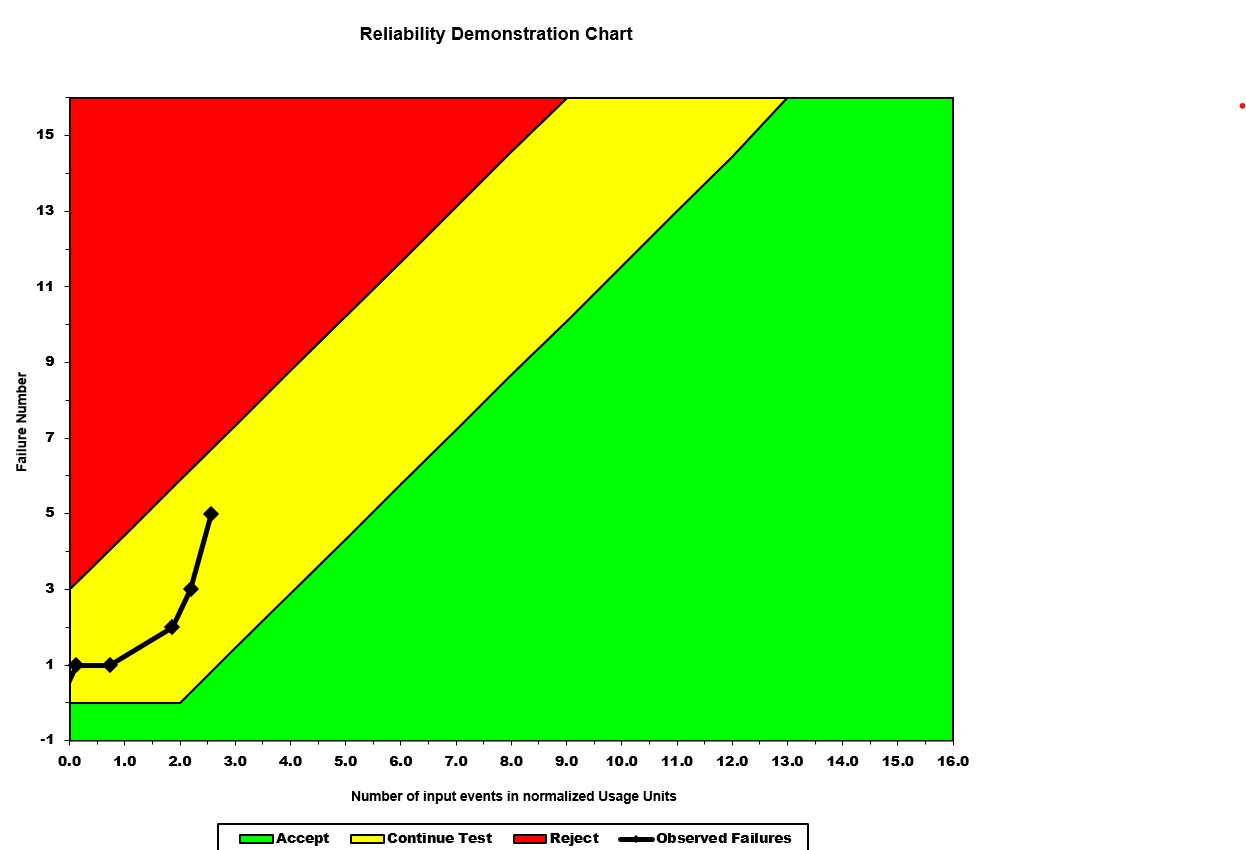 Reliability Demonstration Chart
15
13
11
9
7
5
3
1
-1
Failure Number
0.0 1.0 2.0 3.0 4.0 5.0 6.0 7.0 8.0 9.0 10.0 11.0 12.0 13.0 14.0 15.0 16.0
Number of input events in normalized Usage Units
Accept Continue Test Reject Observed Failures